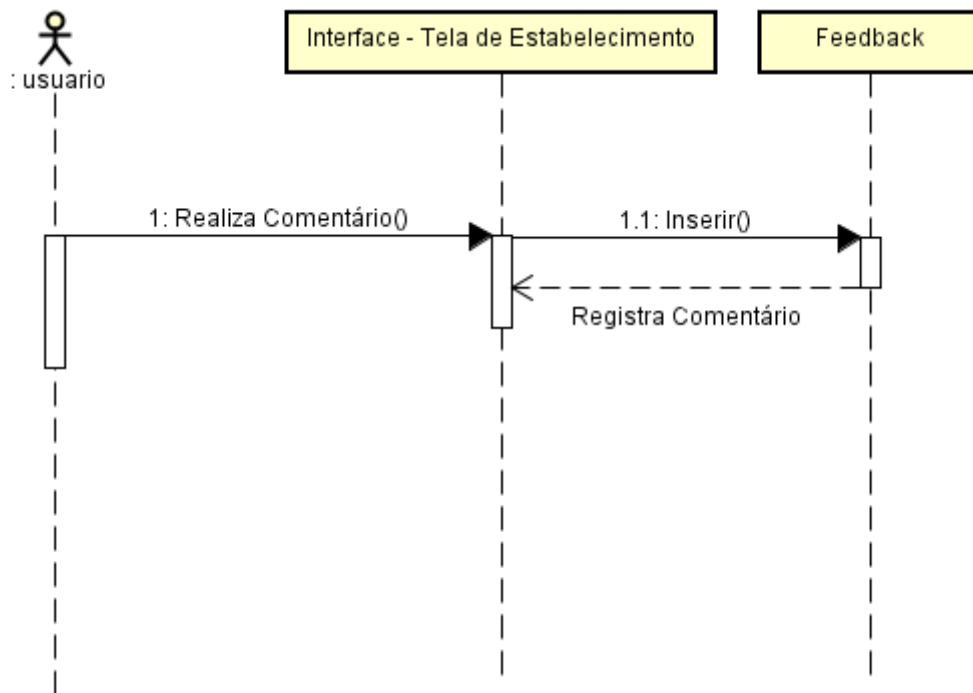 Interface - Tela de Estabelecimento
Feedback
: usuario
1: Realiza Comentário()
1.1: Inserir()
Registra Comentário